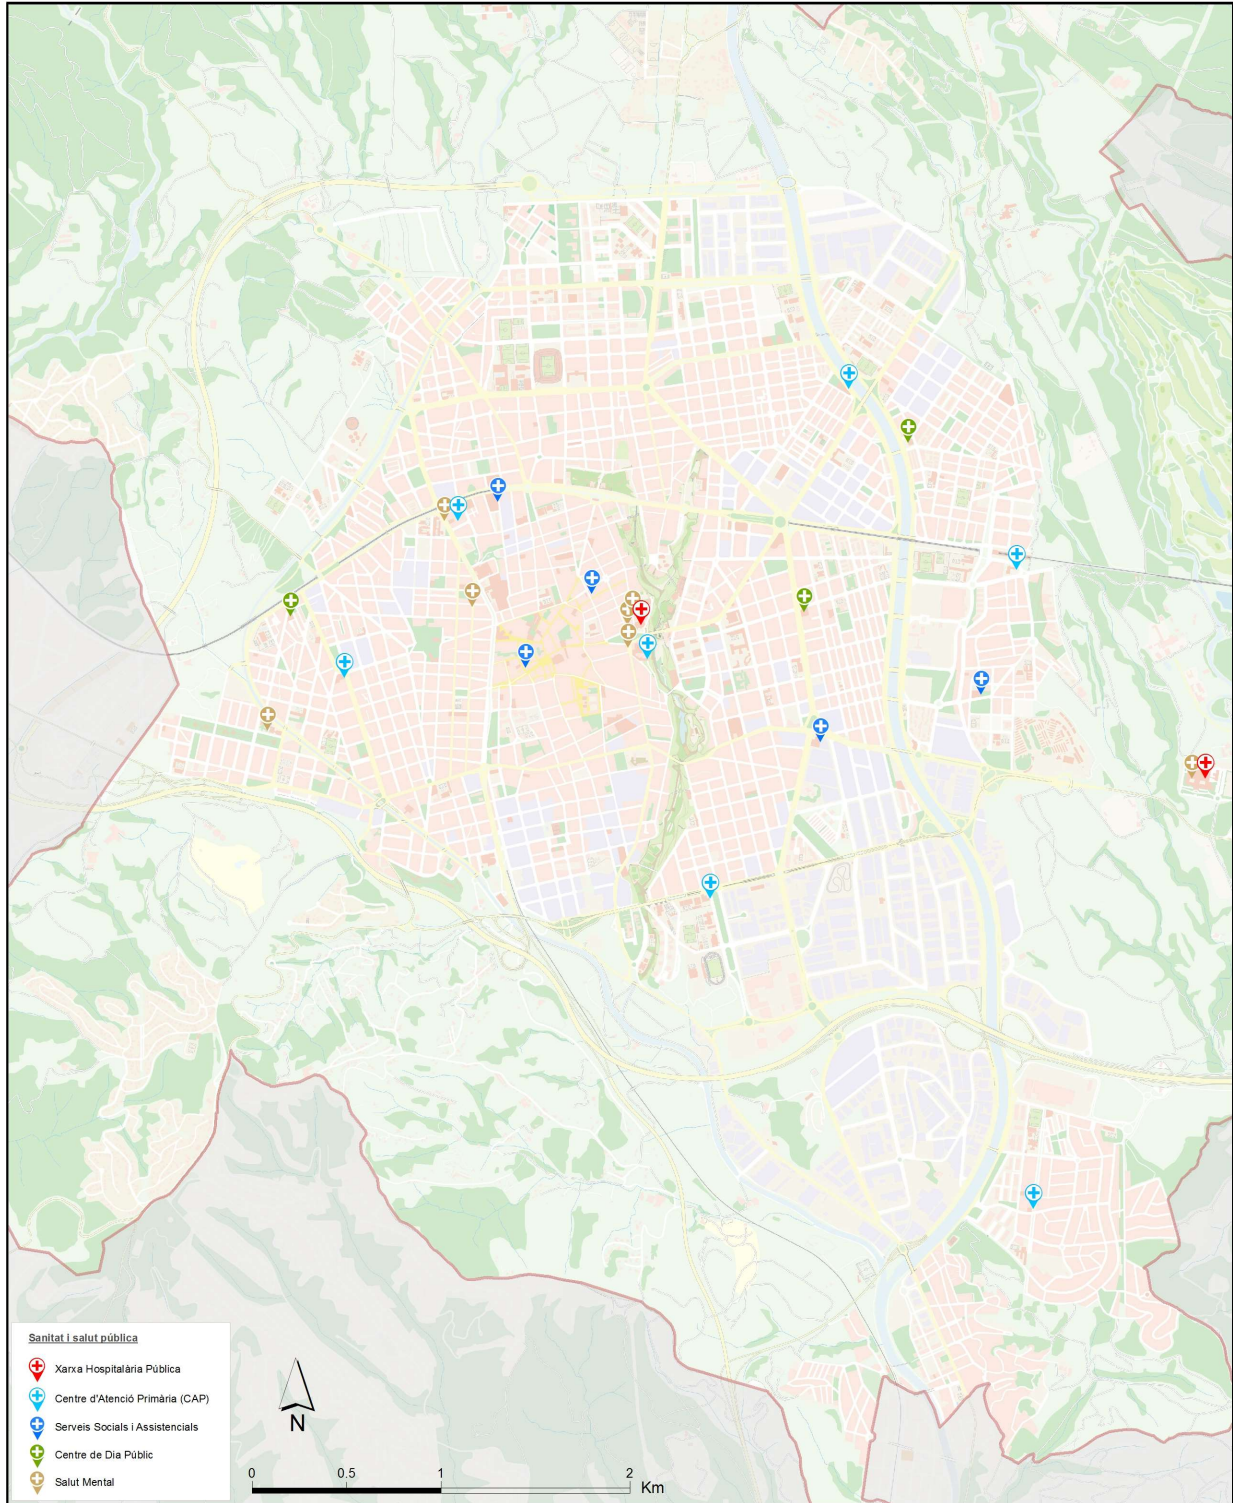 Sanitat i salut pública
Xarxa Hospitalària Pública
Centre d'Atenció Primària (CAP)
Serveis Socials i Assistencials
Centre de Dia Públic
Salut Mental
N
0 0.5 1 2
Km